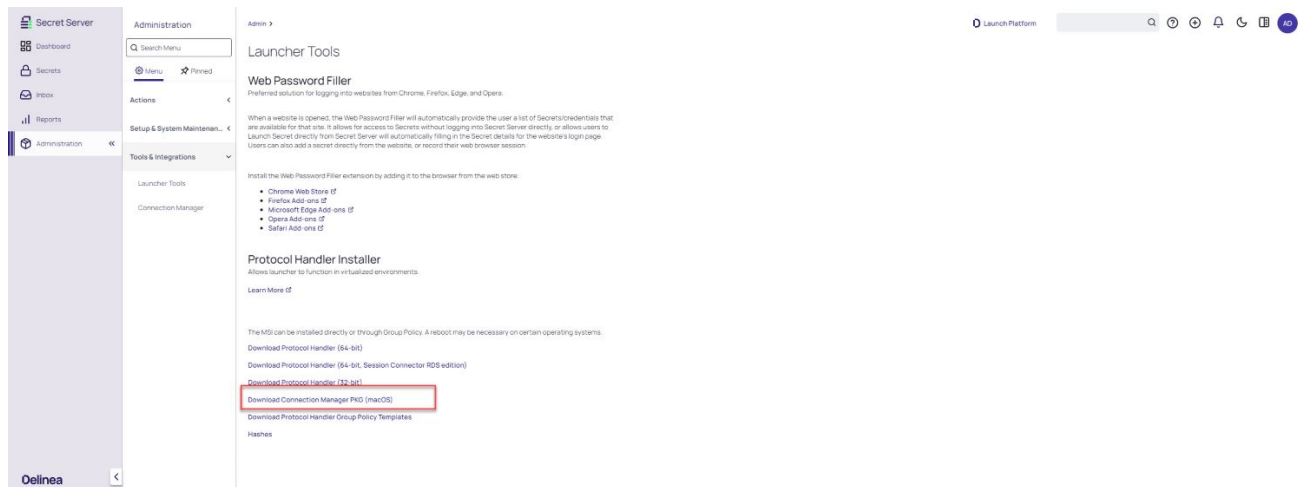 Secret Server
Dashboard
Secrets
Inbox
Reports
Administration
Delinea
Administration
Search Menu
Menu
Pinned
Actions
Setup & System Maintenan...
Tools & Integrations
Launcher Tools
Connection Manager
Admin >
Launch Platform
AD
Launcher Tools
Web Password Filler
Preferred solution for logging into websites from Chrome, Firefox, Edge, and Opera.
When a website is opened, the Web Password Filler will automatically provide the user a list of Secrets/credentials that
are available for that site. It allows for access to Secrets without logging into Secret Server directly, or allows users to
Launch Secret directly from Secret Server will automatically filling in the Secret details for the website's login page.
Users can also add a secret directly from the website, or record their web browser session
Install the Web Password Filler extension by adding it to the browser from the web store.
Chrome Web Store
Firefox Add-ons
Microsoft Edge Add-ons
Opera Add-ons
Safari Add-ons
Protocol Handler Installer
Allows launcher to function in virtualized environments.
Learn More
The MSI can be installed directly or through Group Policy. A reboot may be necessary on certain operating systems.
Download Protocol Handler (64-bit)
Download Protocol Handler (64-bit, Session Connector RDS edition)
Download Protocol Handler (32-bit)
Download Connection Manager PKG (macOS)
Download Protocol Handler Group Policy Templates
Hashes